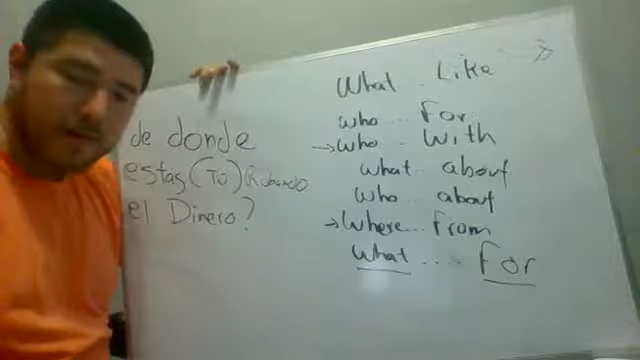 de donde
estas (TU) Robando
el Dinero?
What . Like
who ... For
→ who ... with
what . about
who .. about
→ where... from
what ... for